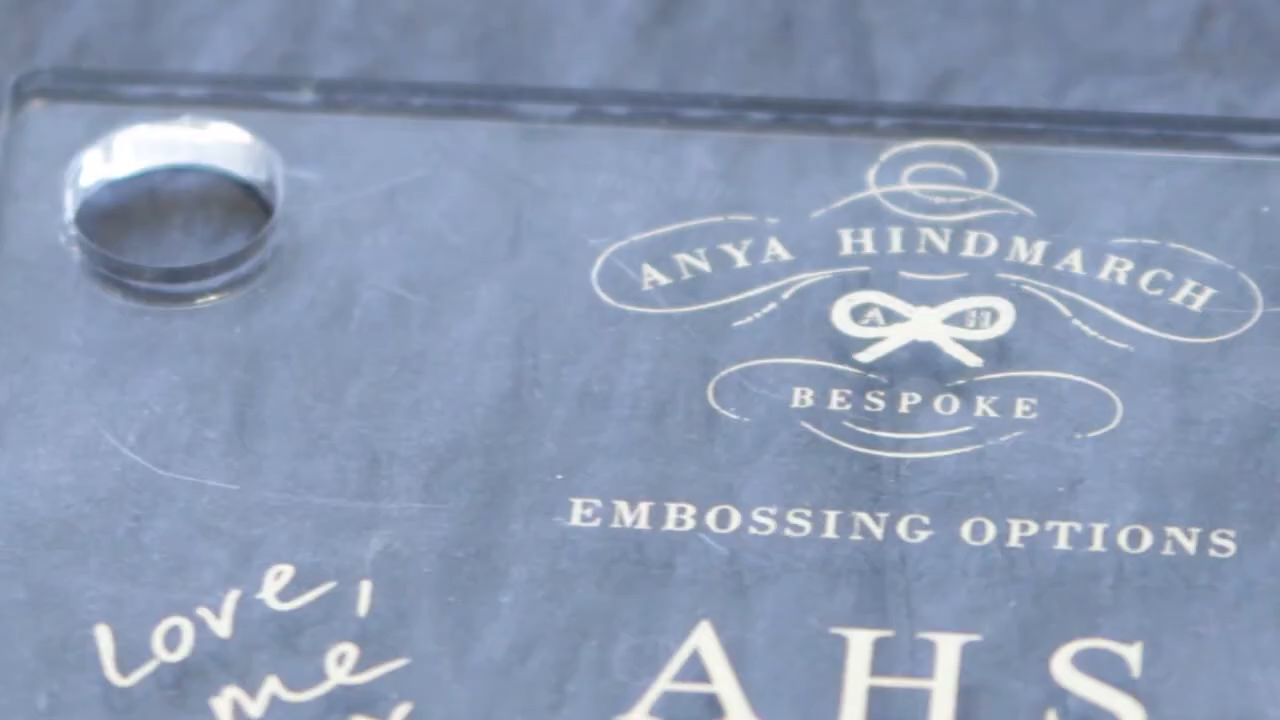 ANYA HINDMARCH
A H
BESPOKE
EMBOSSING OPTIONS
Love,
me
x
AHS